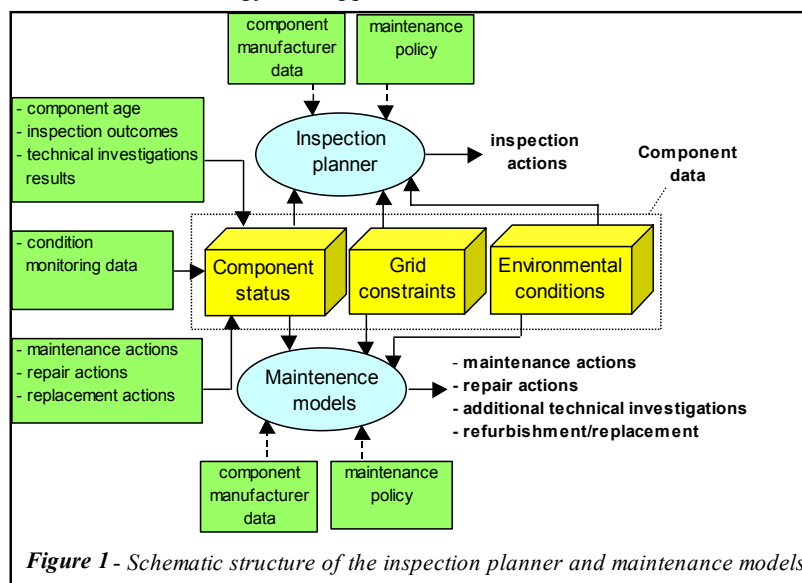 component
manufacturer
data
maintenance
policy
- component age
- inspection outcomes
- technical investigations
results
Inspection
planner
inspection
actions
Component
data
- condition
monitoring data
Component
status
Grid
constraints
Environmental
conditions
- maintenance actions
- repair actions
- replacement actions
Maintenence
models
- maintenance actions
- repair actions
- additional technical investigations
- refurbishment/replacement
component
manufacturer
data
maintenance
policy
Figure 1 - Schematic structure of the inspection planner and maintenance models